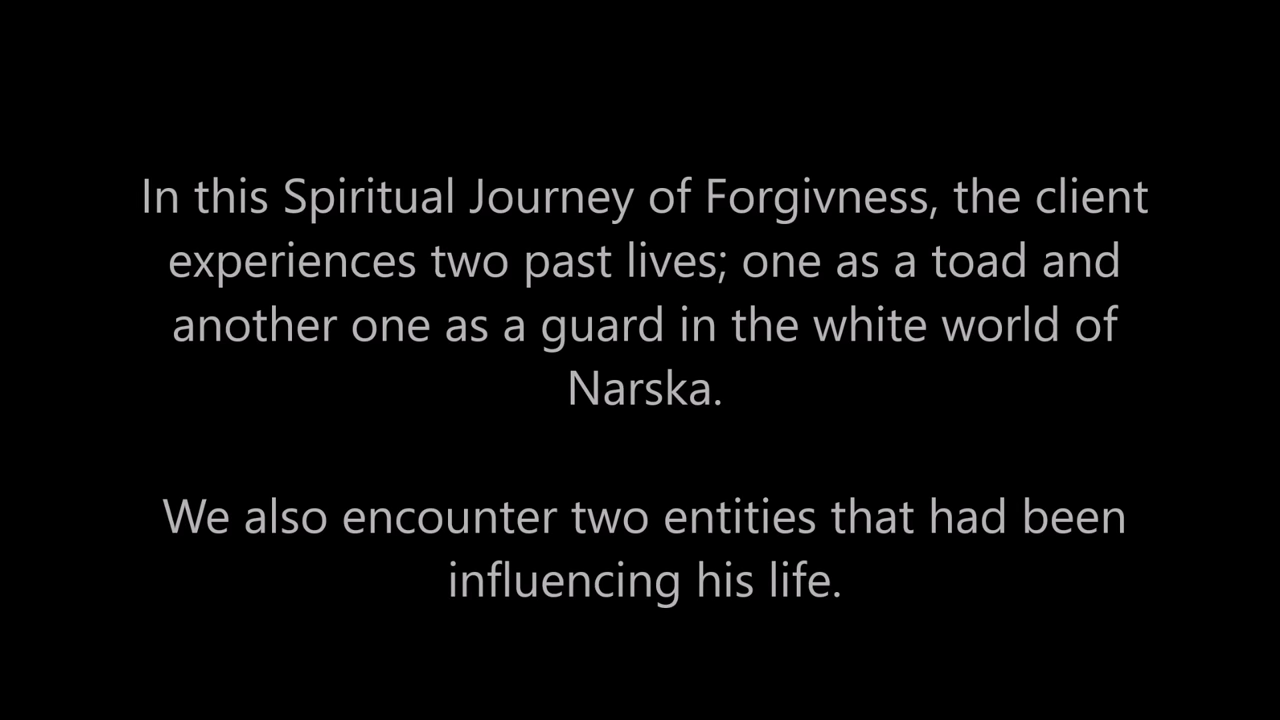 In this Spiritual Journey of Forgivness, the client
experiences two past lives; one as a toad and
another one as a guard in the white world of
Narska.
We also encounter two entities that had been
influencing his life.